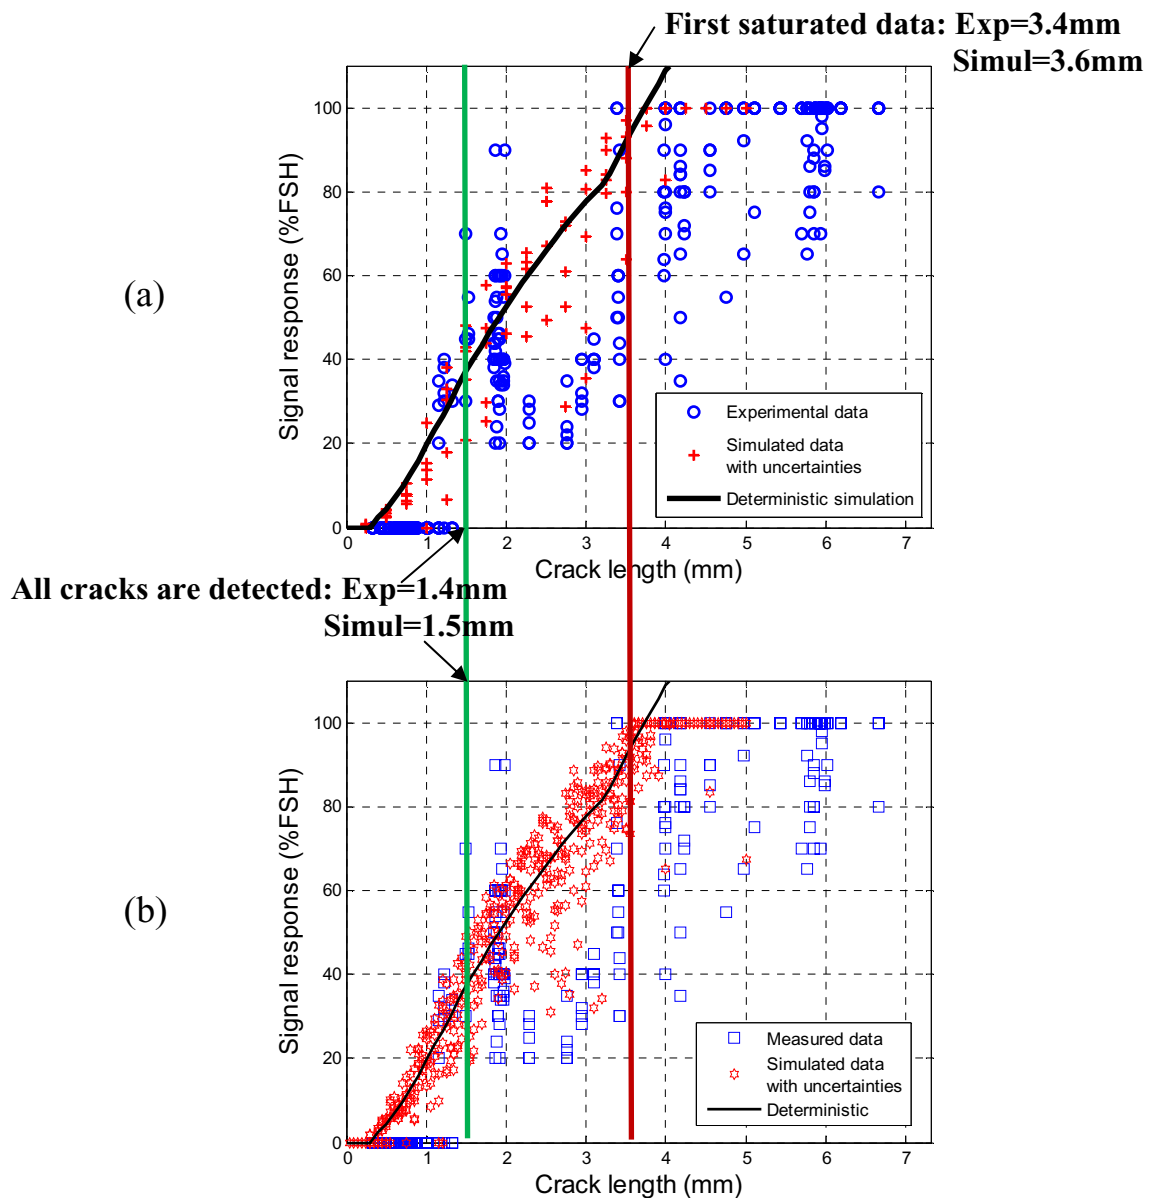 First saturated data: Exp=3.4mm
Simul=3.6mm
(a)
Signal response (%FSH)
100
80
60
40
20
0
Experimental data
Simulated data
with uncertainties
Deterministic simulation
0 1 2 3 4 5 6 7
Crack length (mm)
All cracks are detected: Exp=1.4mm
Simul=1.5mm
(b)
Signal response (%FSH)
100
80
60
40
20
0
Measured data
Simulated data
with uncertainties
Deterministic
0 1 2 3 4 5 6 7
Crack length (mm)